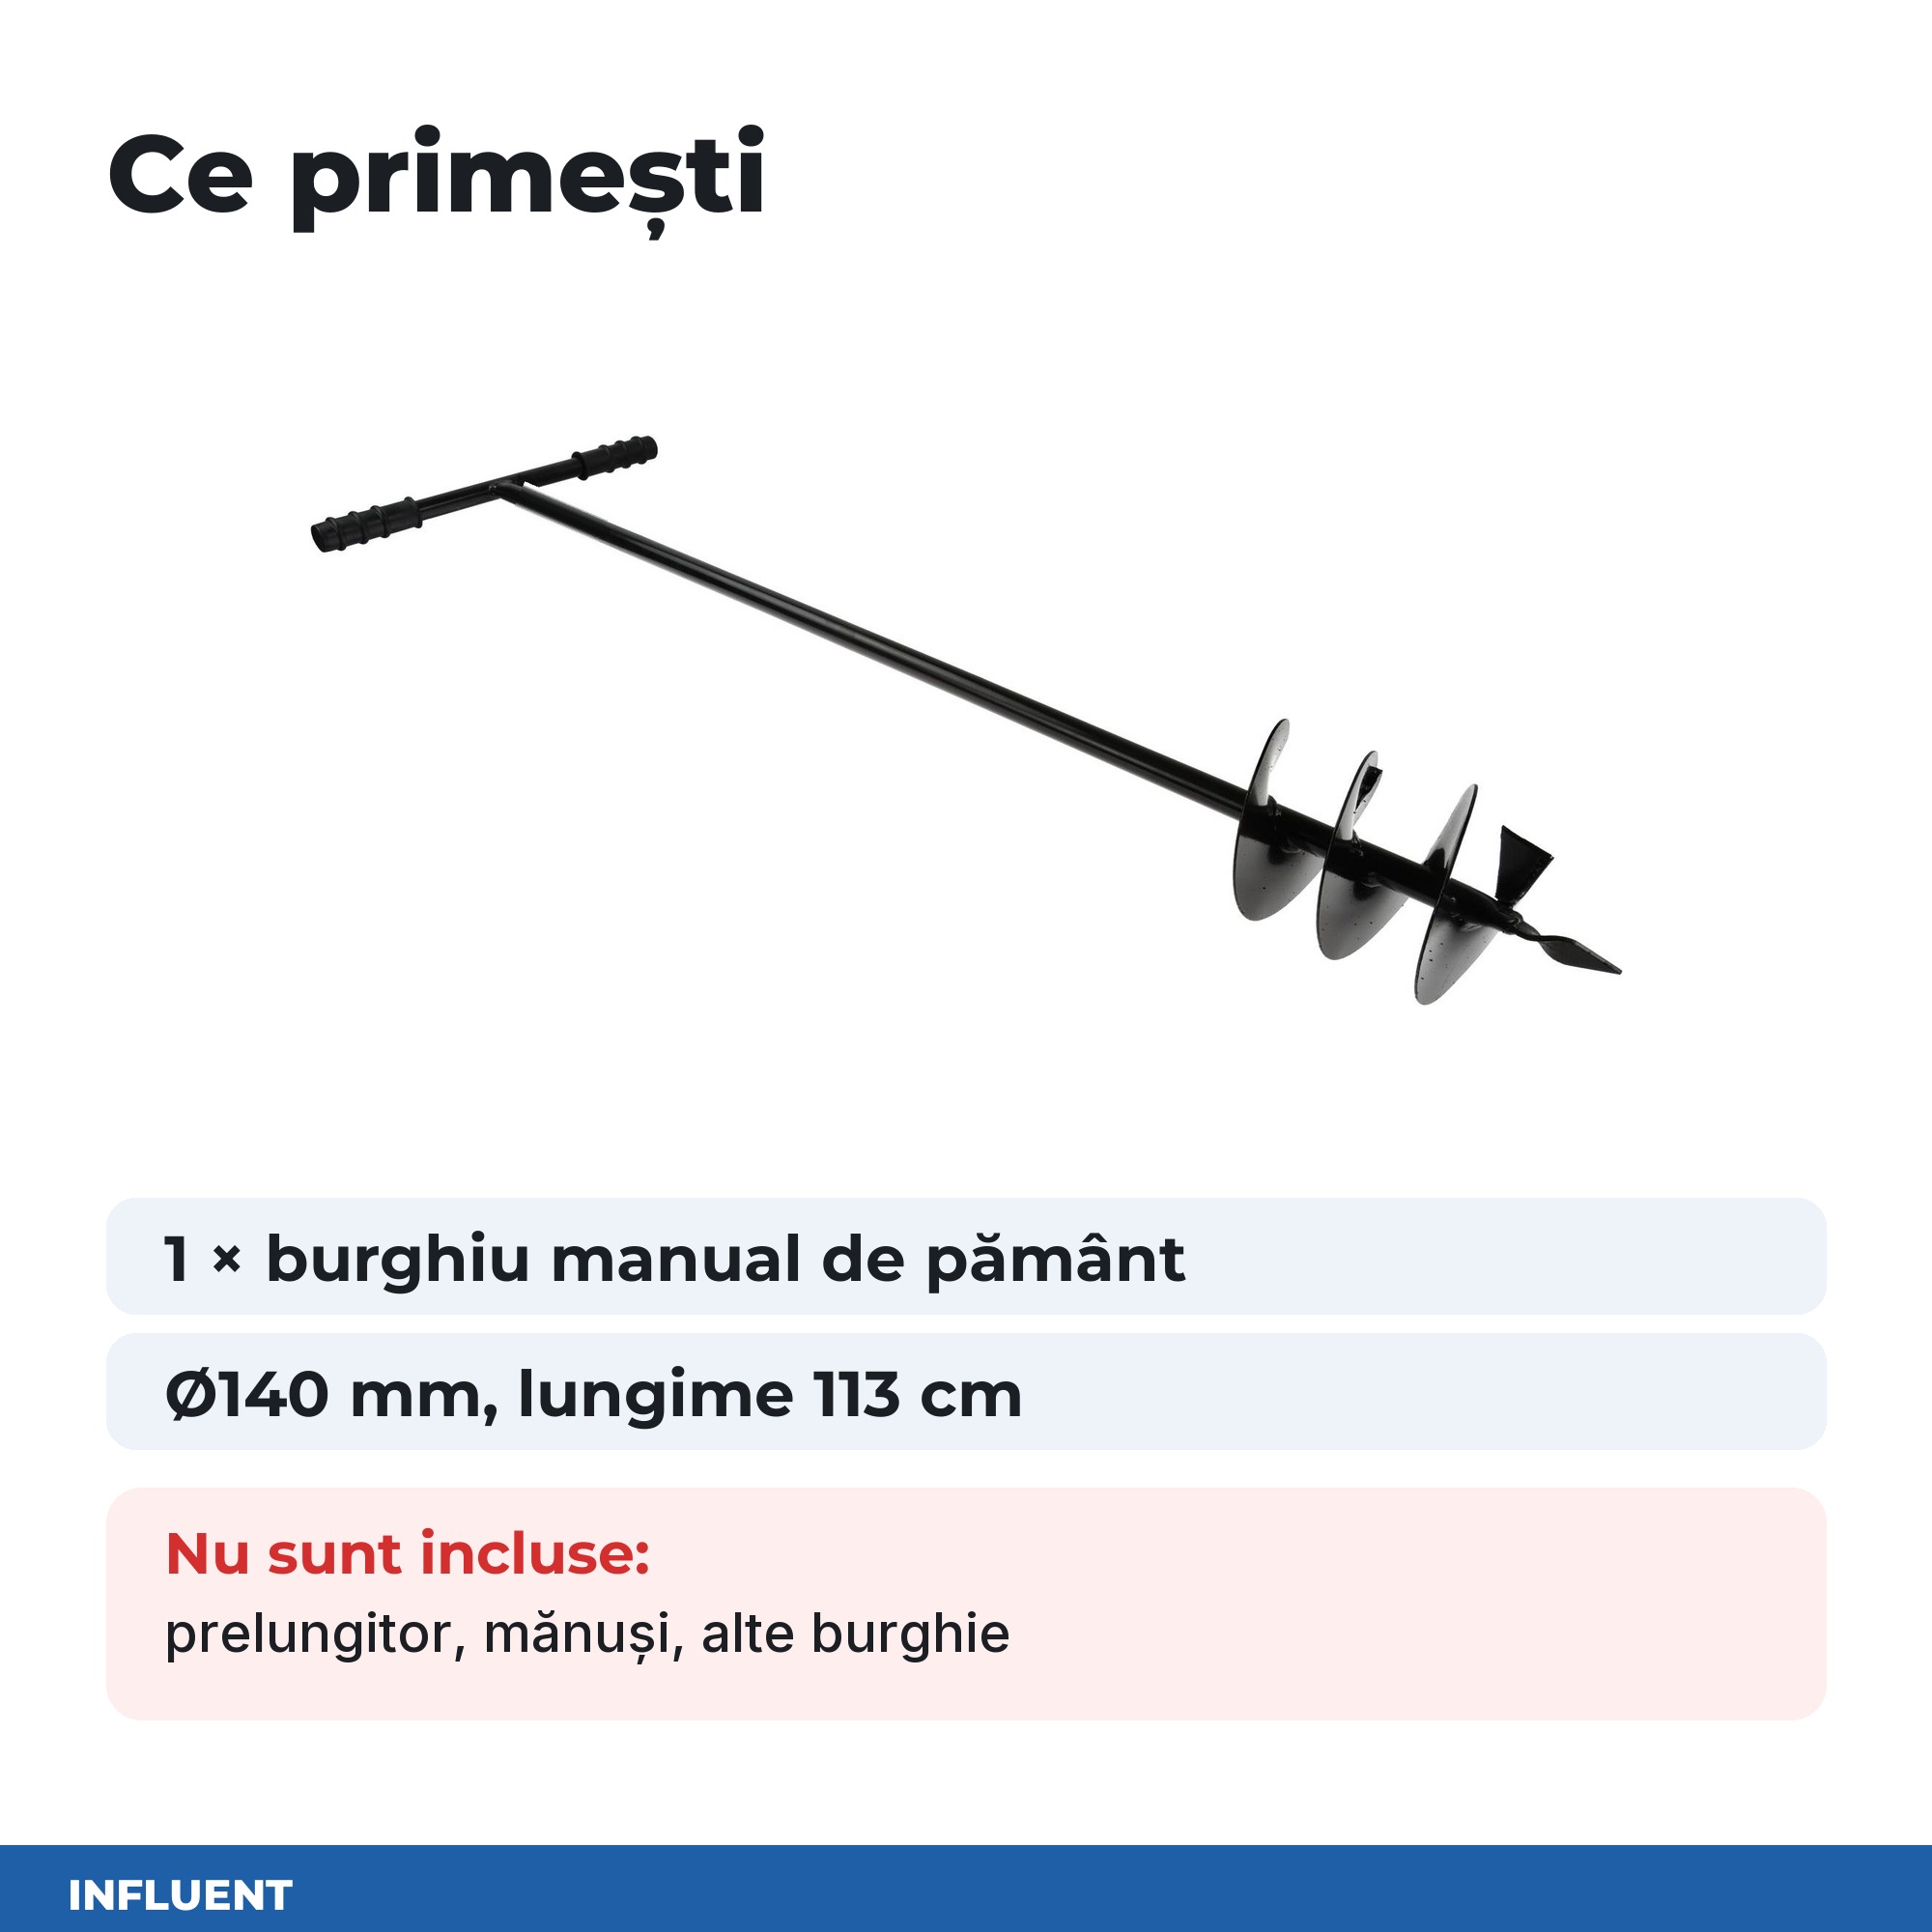 Ce primești
1 × burghiu manual de pământ
Ø140 mm, lungime 113 cm
Nu sunt incluse:
prelungitor, mănuși, alte burghie
INFLUENT